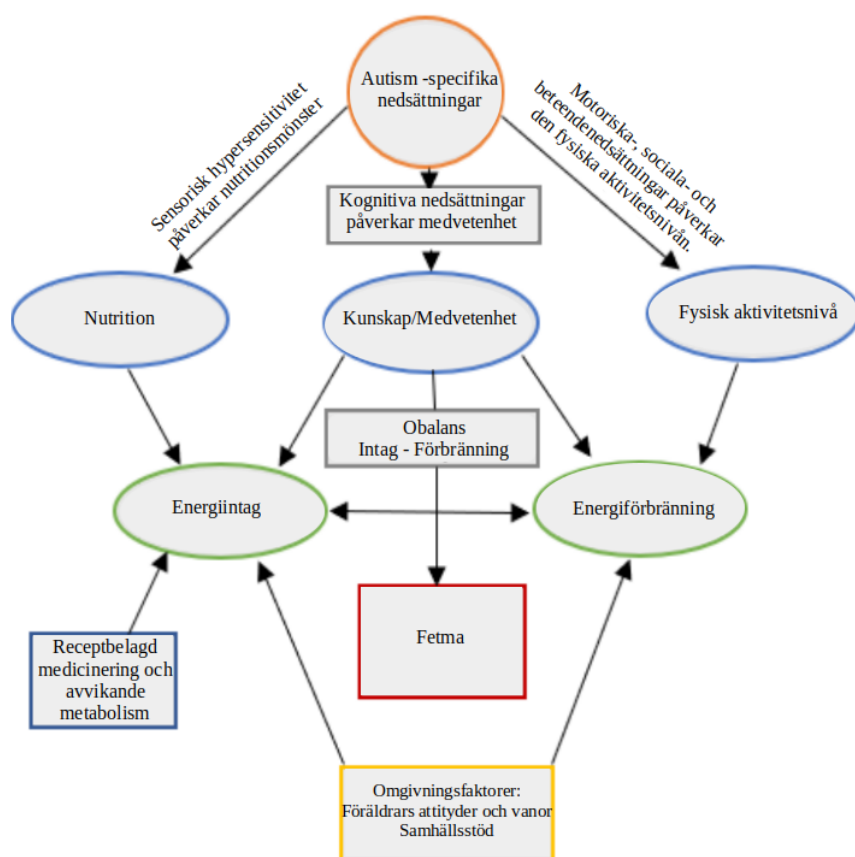 Autism -specifika
nedsättningar
Sensorisk hypersensitivitet
påverkar nutritionsmönster
Motoriska-, sociala- och
beteendenedsättningar påverkar
den fysiska aktivitetsnivån.
Kognitiva nedsättningar
påverkar medvetenhet
Nutrition
Kunskap/Medvetenhet
Fysisk aktivitetsnivå
Obalans
Intag - Förbränning
Energiintag
Energiförbränning
Fetma
Receptbelagd
medicinering och
avvikande
metabolism
Omgivningsfaktorer:
Föräldrars attityder och vanor
Samhällsstöd